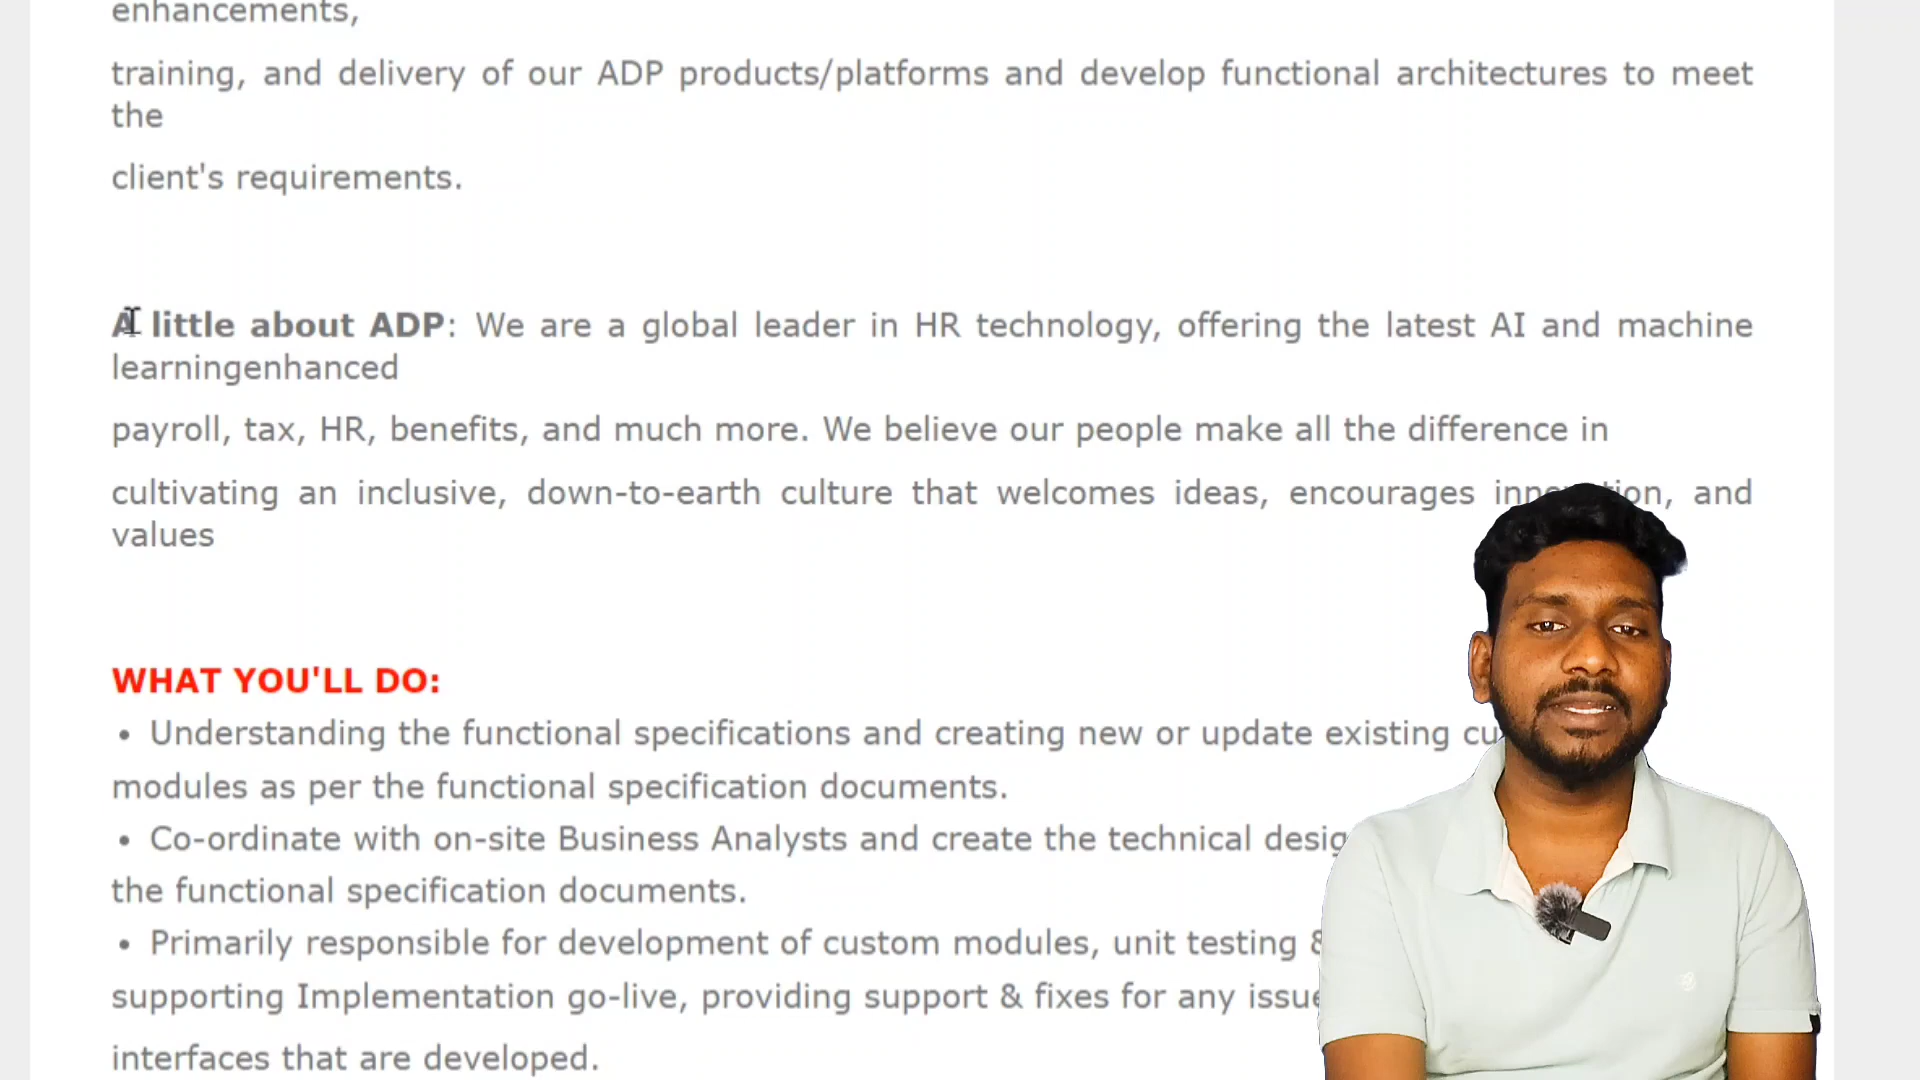 enhancements,
training, and delivery of our ADP products/platforms and develop functional architectures to meet
the
client's requirements.
A little about ADP: We are a global leader in HR technology, offering the latest AI and machine
learningenhanced
payroll, tax, HR, benefits, and much more. We believe our people make all the difference in
cultivating an inclusive, down-to-earth culture that welcomes ideas, encourages and
values
WHAT YOU'LL DO:
• Understanding the functional specifications and creating new or update existing
modules as per the functional specification documents.
• Co-ordinate with on-site Business Analysts and create the technical
the functional specification documents.
• Primarily responsible for development of custom modules, unit testing
supporting Implementation go-live, providing support & fixes for any
interfaces that are developed.